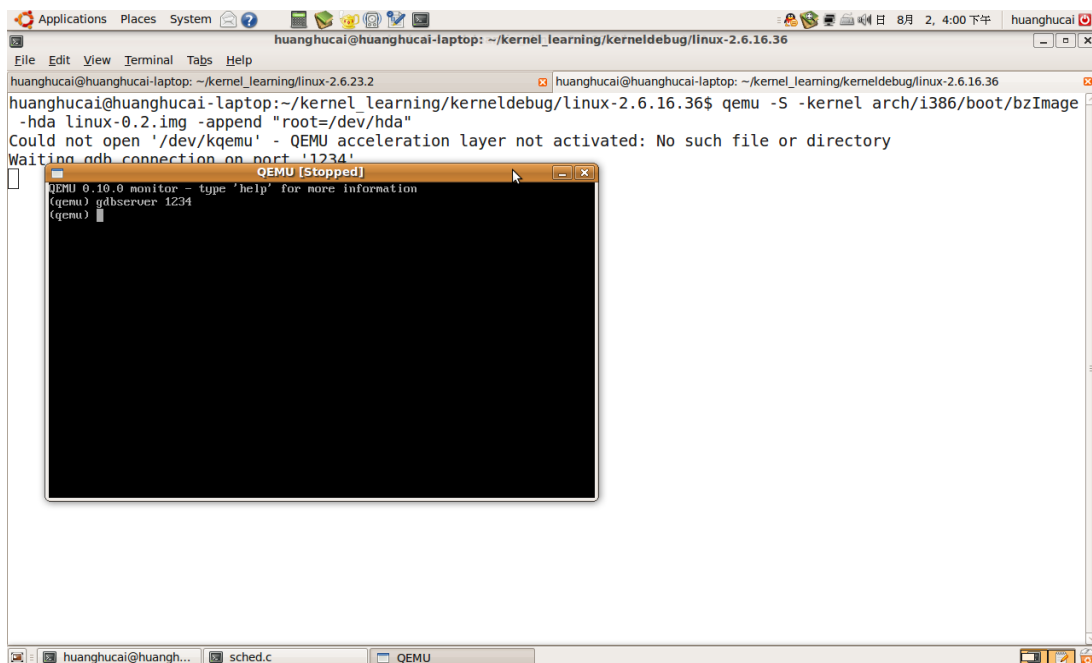 Applications Places System 8月 2, 4:00 下午 huanghucai
huanghucai@huanghucai-laptop: ~/kernel_learning/kerneldebug/linux-2.6.16.36
File Edit View Terminal Tabs Help
huanghucai@huanghucai-laptop: ~/kernel_learning/linux-2.6.23.2 huanghucai@huanghucai-laptop: ~/kernel_learning/kerneldebug/linux-2.6.16.36
huanghucai@huanghucai-laptop:~/kernel_learning/kerneldebug/linux-2.6.16.36$ qemu -S -kernel arch/i386/boot/bzImage
-hda linux-0.2.img -append "root=/dev/hda"
Could not open '/dev/kqemu' - QEMU acceleration layer not activated: No such file or directory
Waiting gdb connection on port '1234'
QEMU [Stopped]
QEMU 0.10.0 monitor - type 'help' for more information
(qemu) gdbserver 1234
(qemu)
huanghucai@huangh... sched.c QEMU